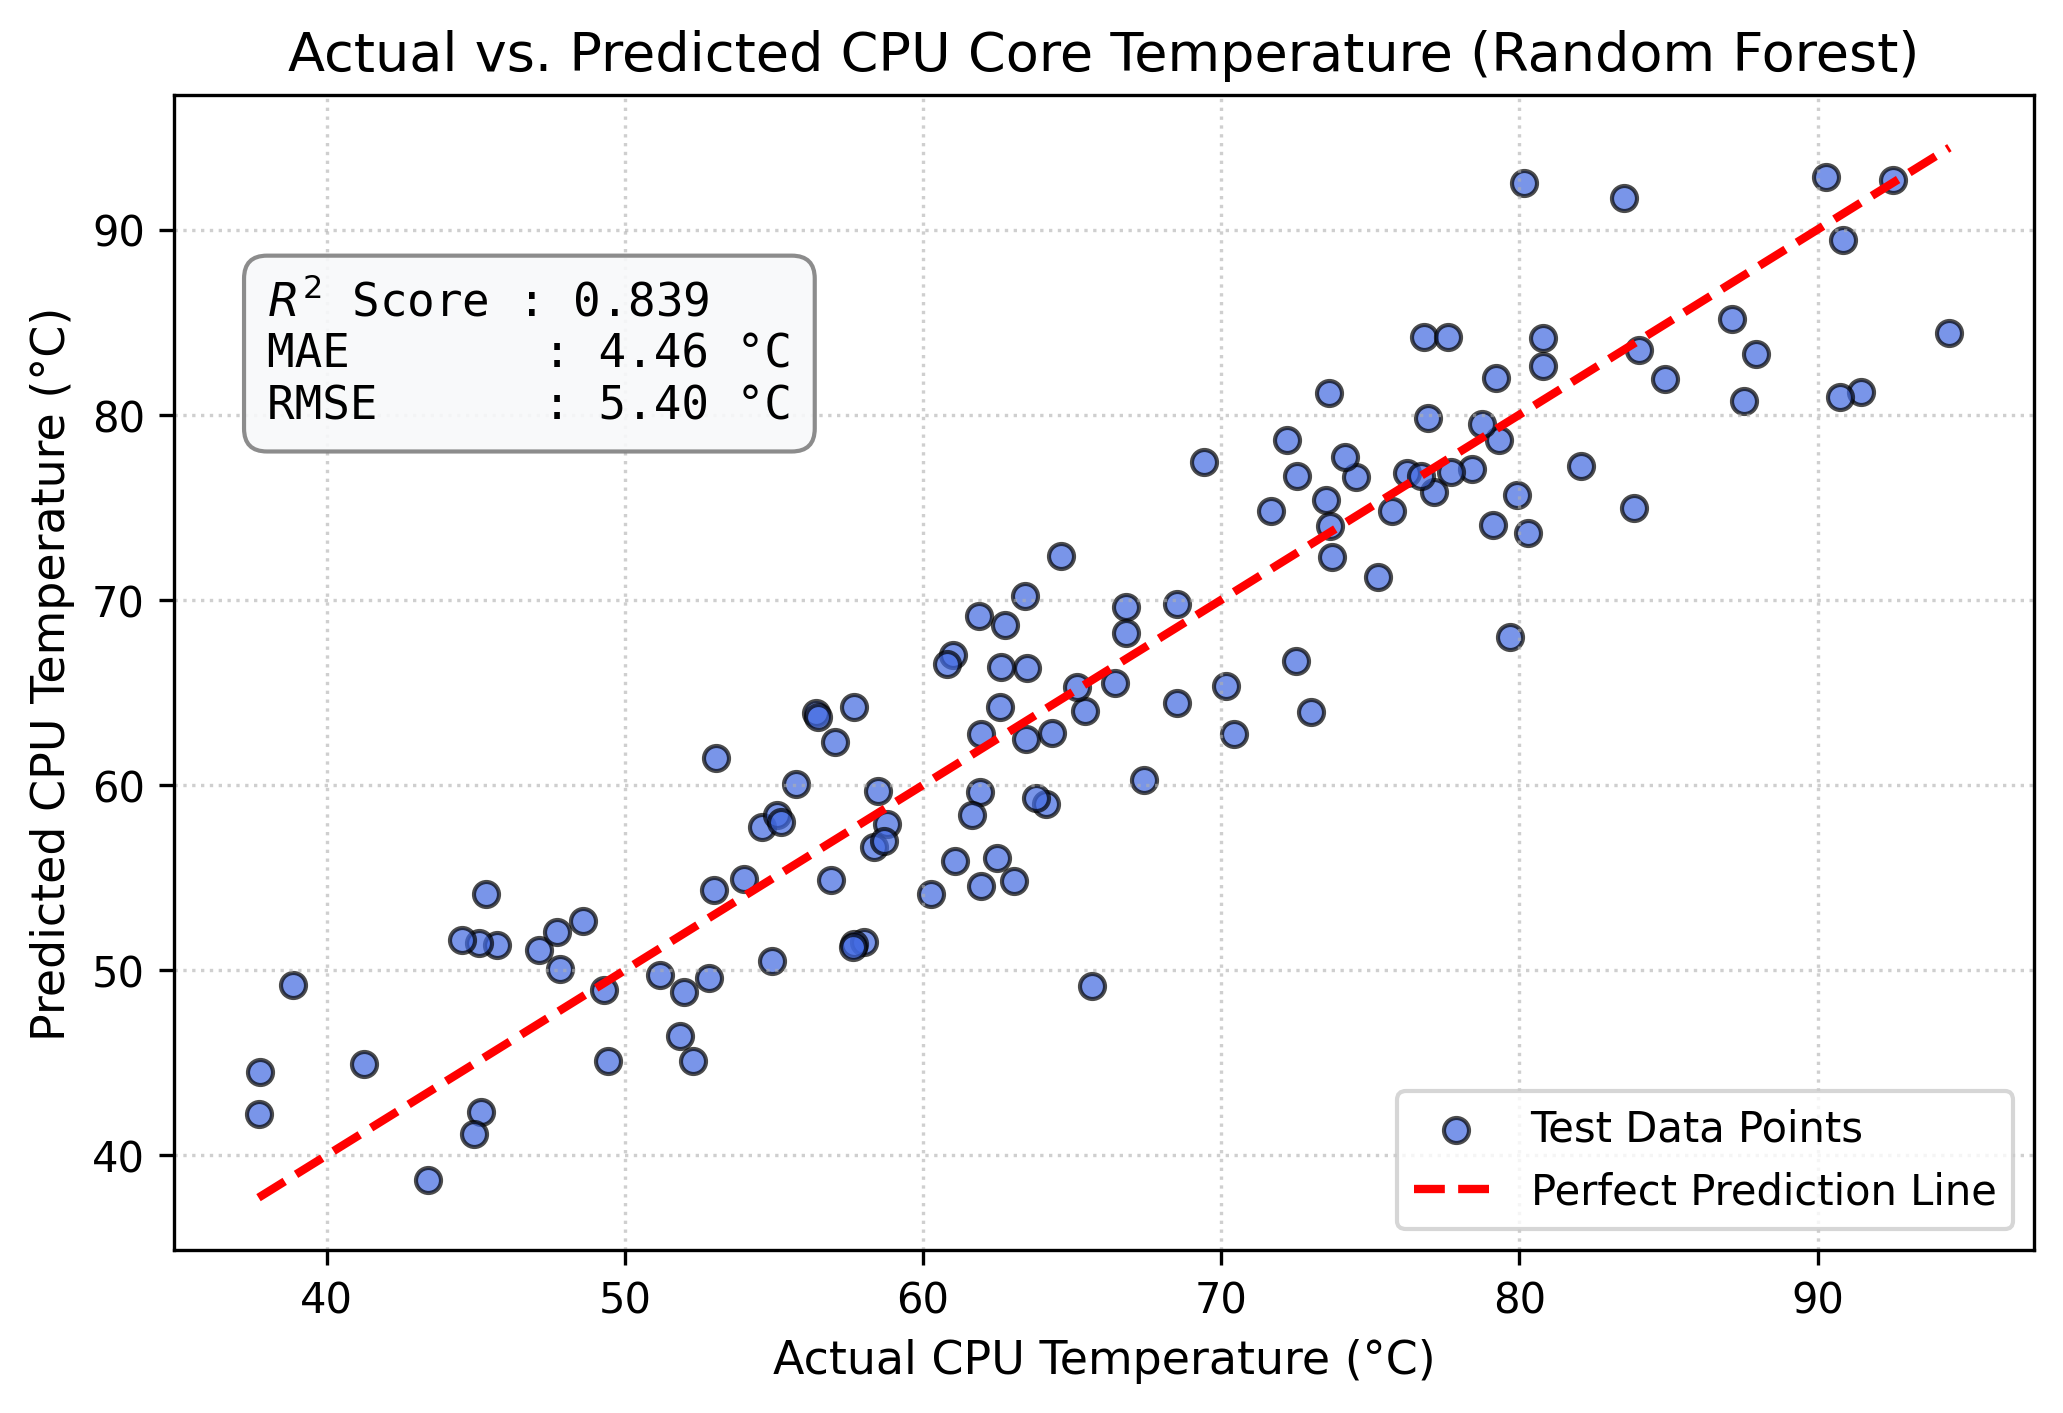 Actual vs. Predicted CPU Core Temperature (Random Forest)
Predicted CPU Temperature (°C)
90
80
70
60
50
40
R² Score : 0.839
MAE : 4.46 °C
RMSE : 5.40 °C
Test Data Points
Perfect Prediction Line
40 50 60 70 80 90
Actual CPU Temperature (°C)